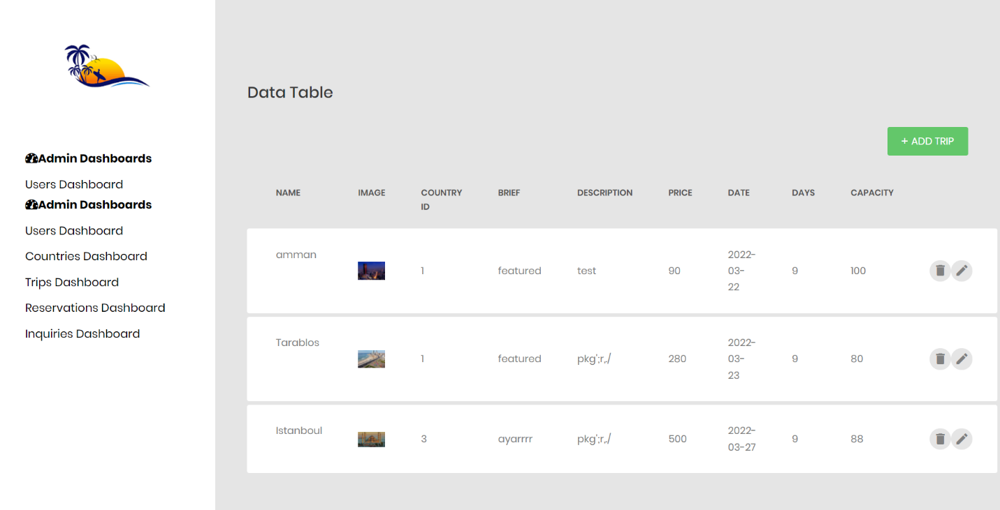 Admin Dashboards
Users Dashboard
Admin Dashboards
Users Dashboard
Countries Dashboard
Trips Dashboard
Reservations Dashboard
Inquiries Dashboard
Data Table
+ ADD TRIP
NAME IMAGE COUNTRY ID BRIEF DESCRIPTION PRICE DATE DAYS CAPACITY
amman 1 featured test 90 2022-03-22 9 100
Tarablos 1 featured pkg';r,./ 280 2022-03-23 9 80
Istanboul 3 ayarrrr pkg';r,./ 500 2022-03-27 9 88